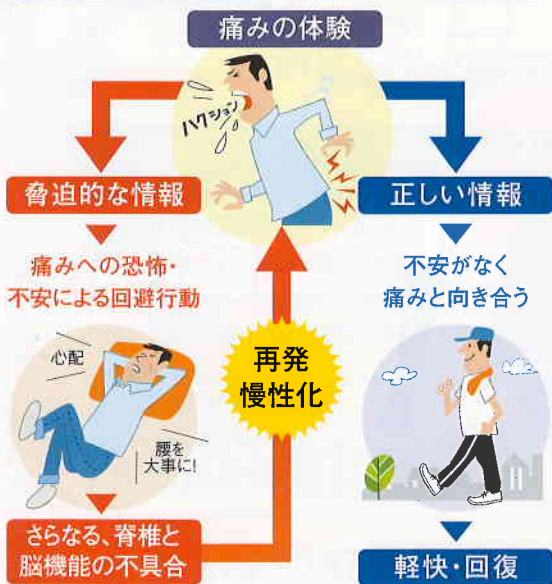 痛みの体験
ハクション
脅迫的な情報
正しい情報
痛みへの恐怖・
不安による回避行動
不安がなく
痛みと向き合う
心配
腰を
大事に!
再発
慢性化
さらなる、脊椎と
脳機能の不具合
軽快・回復